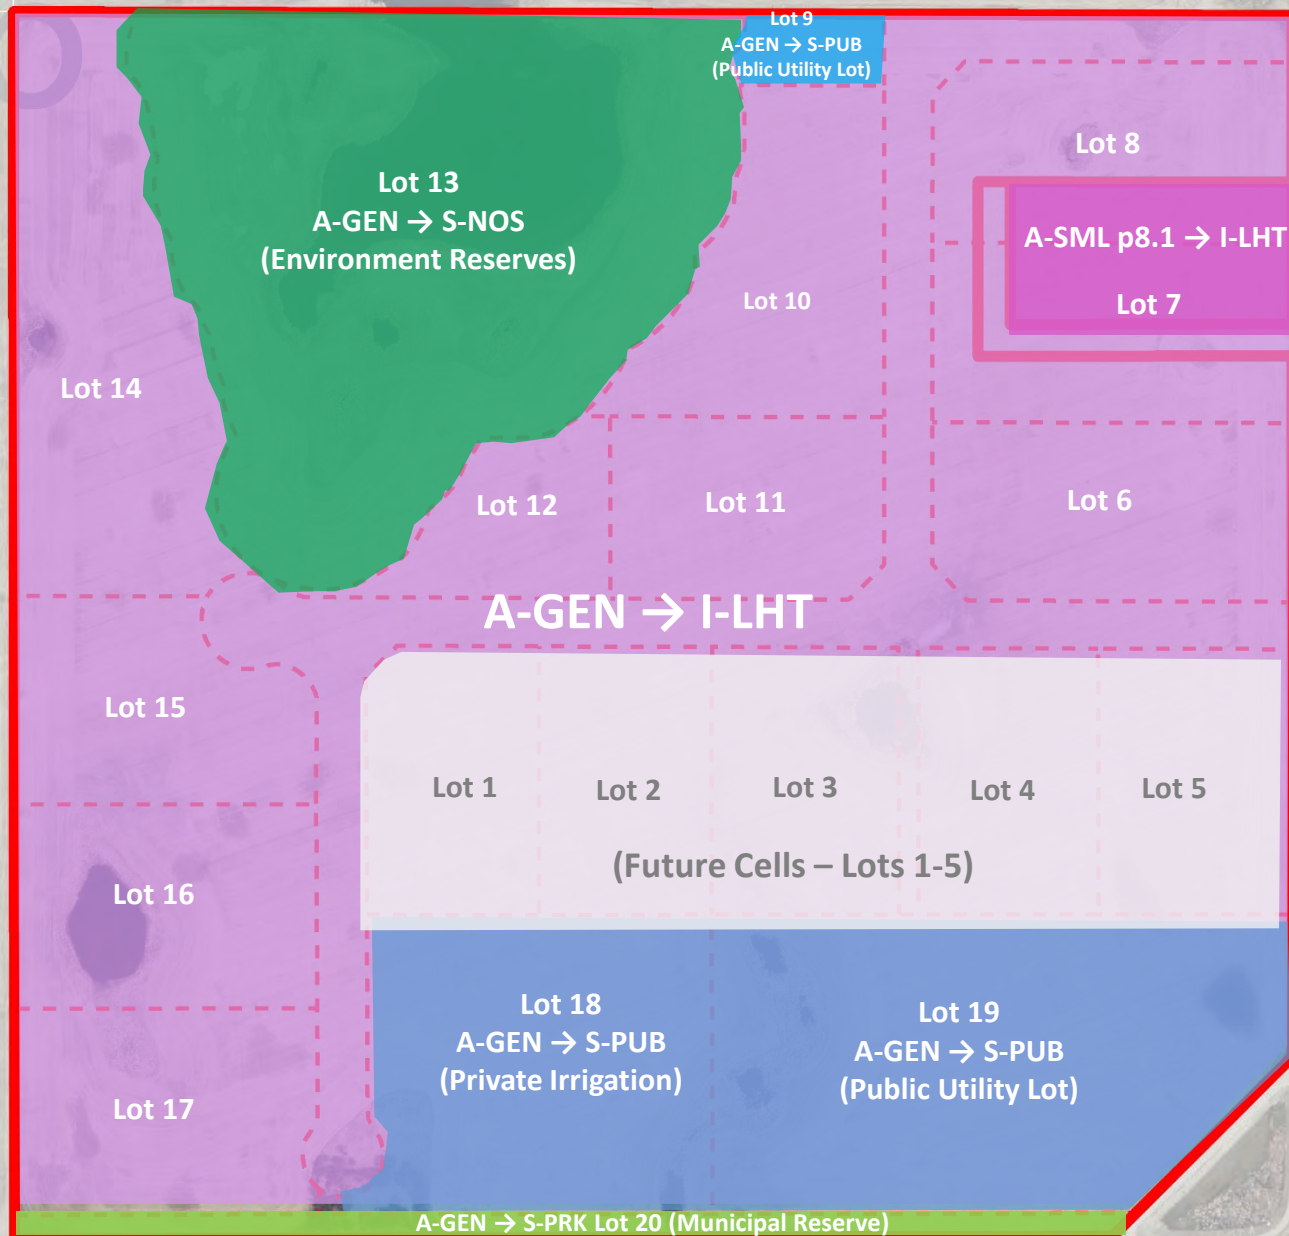 Lot 9
A-GEN → S-PUB
(Public Utility Lot)
Lot 8
Lot 13
A-GEN → S-NOS
(Environment Reserves)
A-SML p8.1 → I-LHT
Lot 7
Lot 10
Lot 14
Lot 12
Lot 11
Lot 6
A-GEN → I-LHT
Lot 15
Lot 1
Lot 2
Lot 3
Lot 4
Lot 5
(Future Cells – Lots 1-5)
Lot 16
Lot 18
A-GEN → S-PUB
(Private Irrigation)
Lot 19
A-GEN → S-PUB
(Public Utility Lot)
Lot 17
A-GEN → S-PRK Lot 20 (Municipal Reserve)